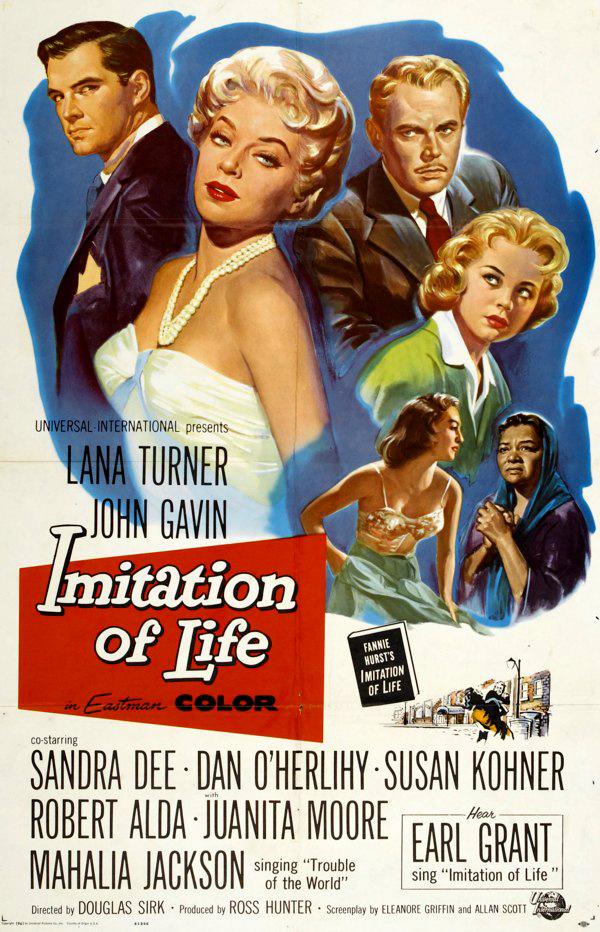 UNIVERSAL-INTERNATIONAL presents
LANA TURNER
JOHN GAVIN
Imitation
of Life
in Eastman COLOR
FANNIE
HURST'S
IMITATION
OF LIFE
co-starring
SANDRA DEE · DAN O'HERLIHY · SUSAN KOHNER
with
ROBERT ALDA · JUANITA MOORE
MAHALIA JACKSON singing "Trouble
of the World"
Hear
EARL GRANT
sing "Imitation of Life"
Directed by DOUGLAS SIRK · Produced by ROSS HUNTER · Screenplay by ELEANORE GRIFFIN and ALLAN SCOTT
Universal
International